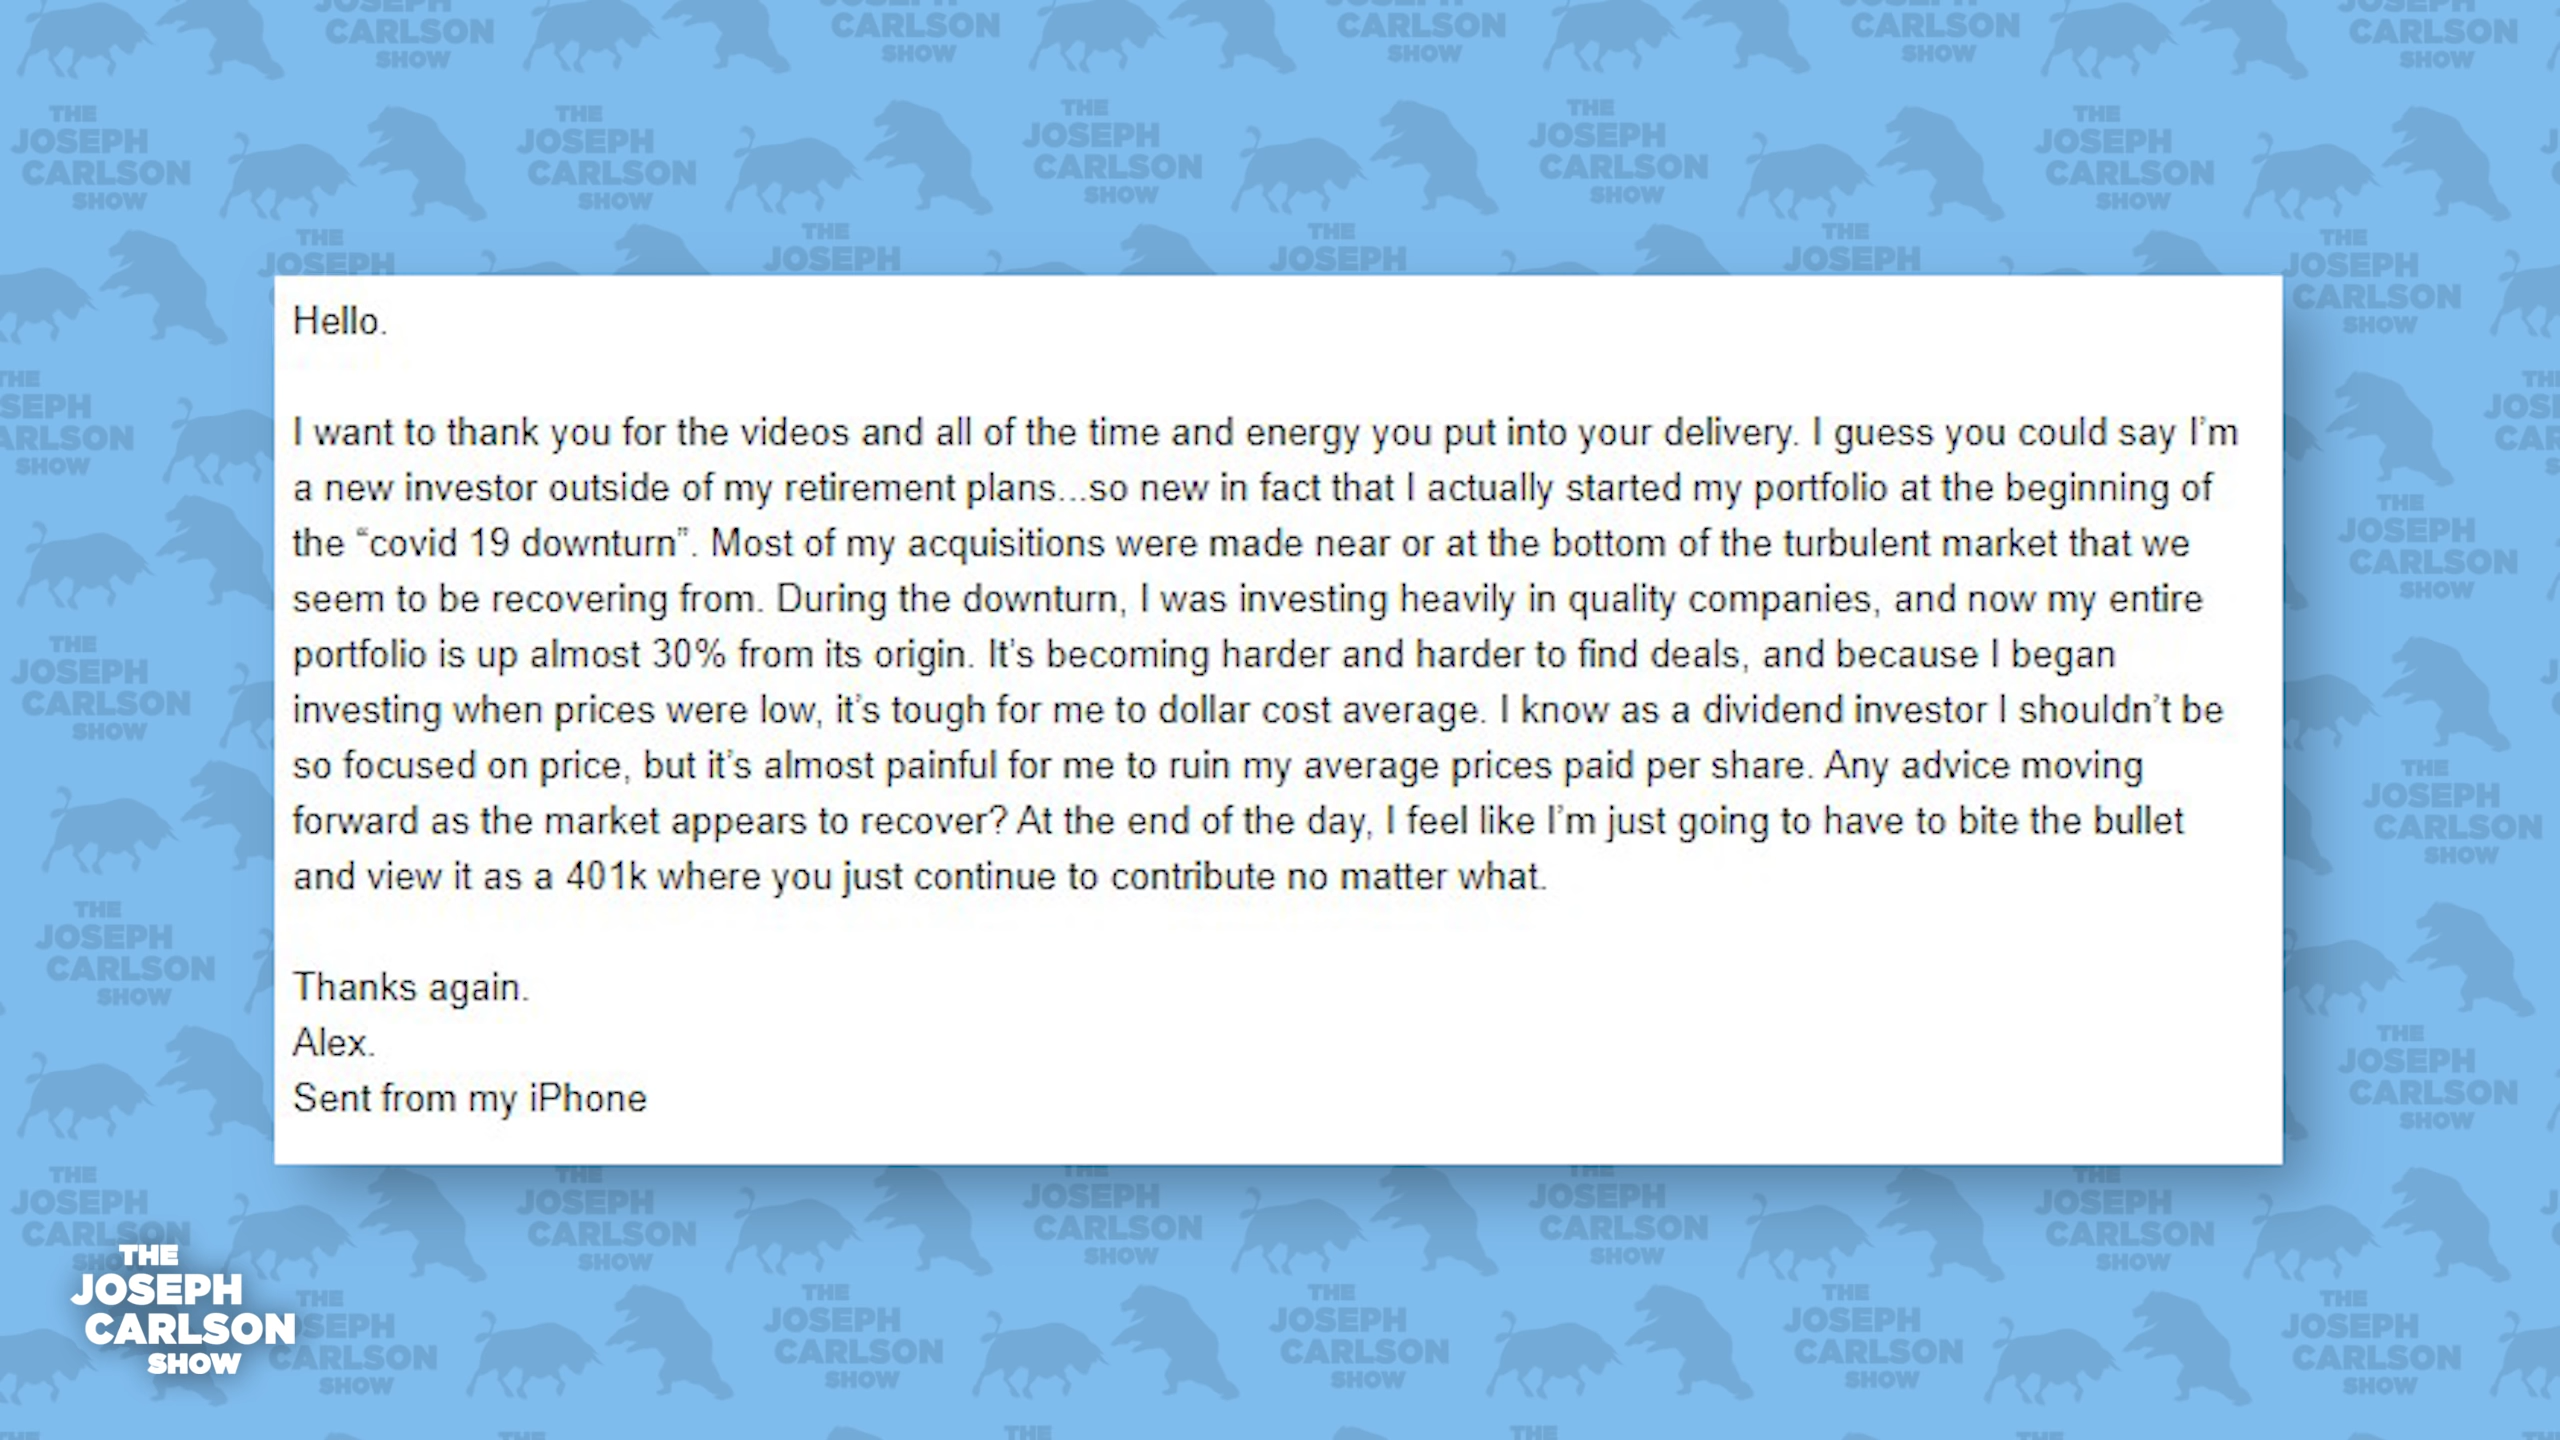 Hello.
I want to thank you for the videos and all of the time and energy you put into your delivery. I guess you could say I'm
a new investor outside of my retirement plans...so new in fact that I actually started my portfolio at the beginning of
the “covid 19 downturn”. Most of my acquisitions were made near or at the bottom of the turbulent market that we
seem to be recovering from. During the downturn, I was investing heavily in quality companies, and now my entire
portfolio is up almost 30% from its origin. It's becoming harder and harder to find deals, and because I began
investing when prices were low, it's tough for me to dollar cost average. I know as a dividend investor I shouldn't be
so focused on price, but it's almost painful for me to ruin my average prices paid per share. Any advice moving
forward as the market appears to recover? At the end of the day, I feel like I'm just going to have to bite the bullet
and view it as a 401k where you just continue to contribute no matter what.
Thanks again.
Alex.
Sent from my iPhone
THE
JOSEPH
CARLSON
SHOW